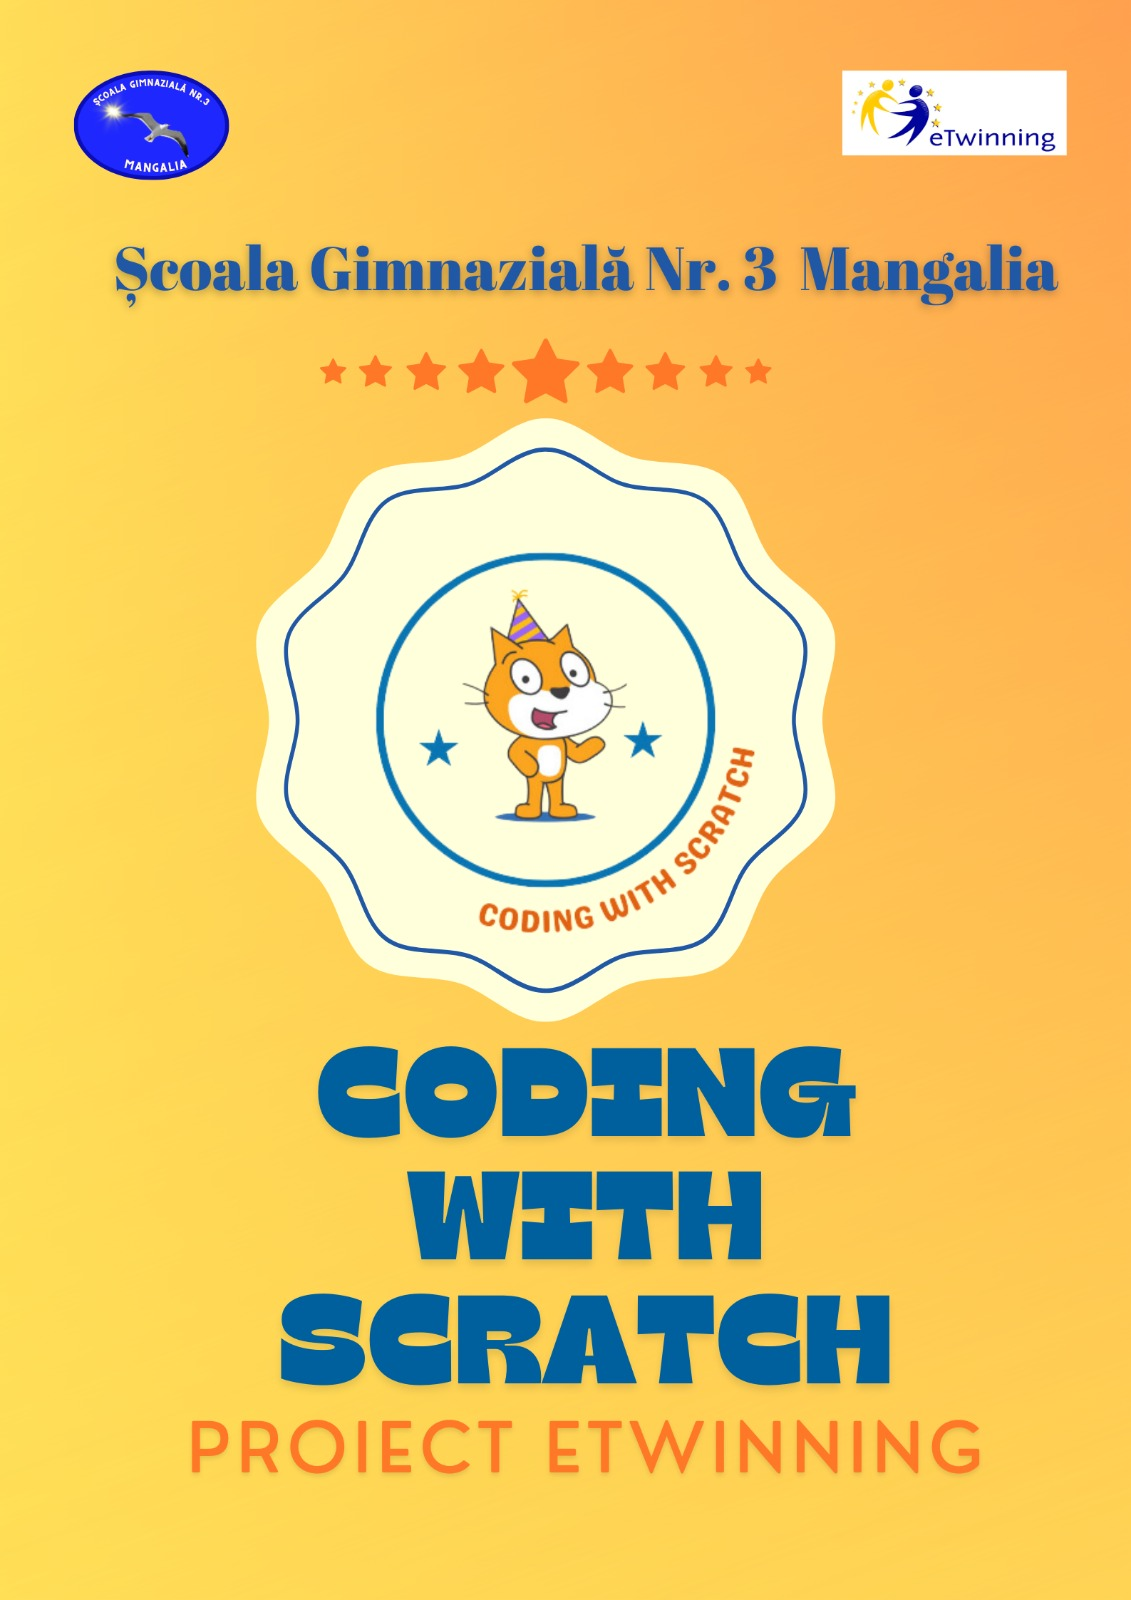 ȘCOALA GIMNAZIALĂ NR.3
MANGALIA
eTwinning
Școala Gimnazială Nr. 3 Mangalia
CODING WITH SCRATCH
CODING
WITH
SCRATCH
PROIECT ETWINNING